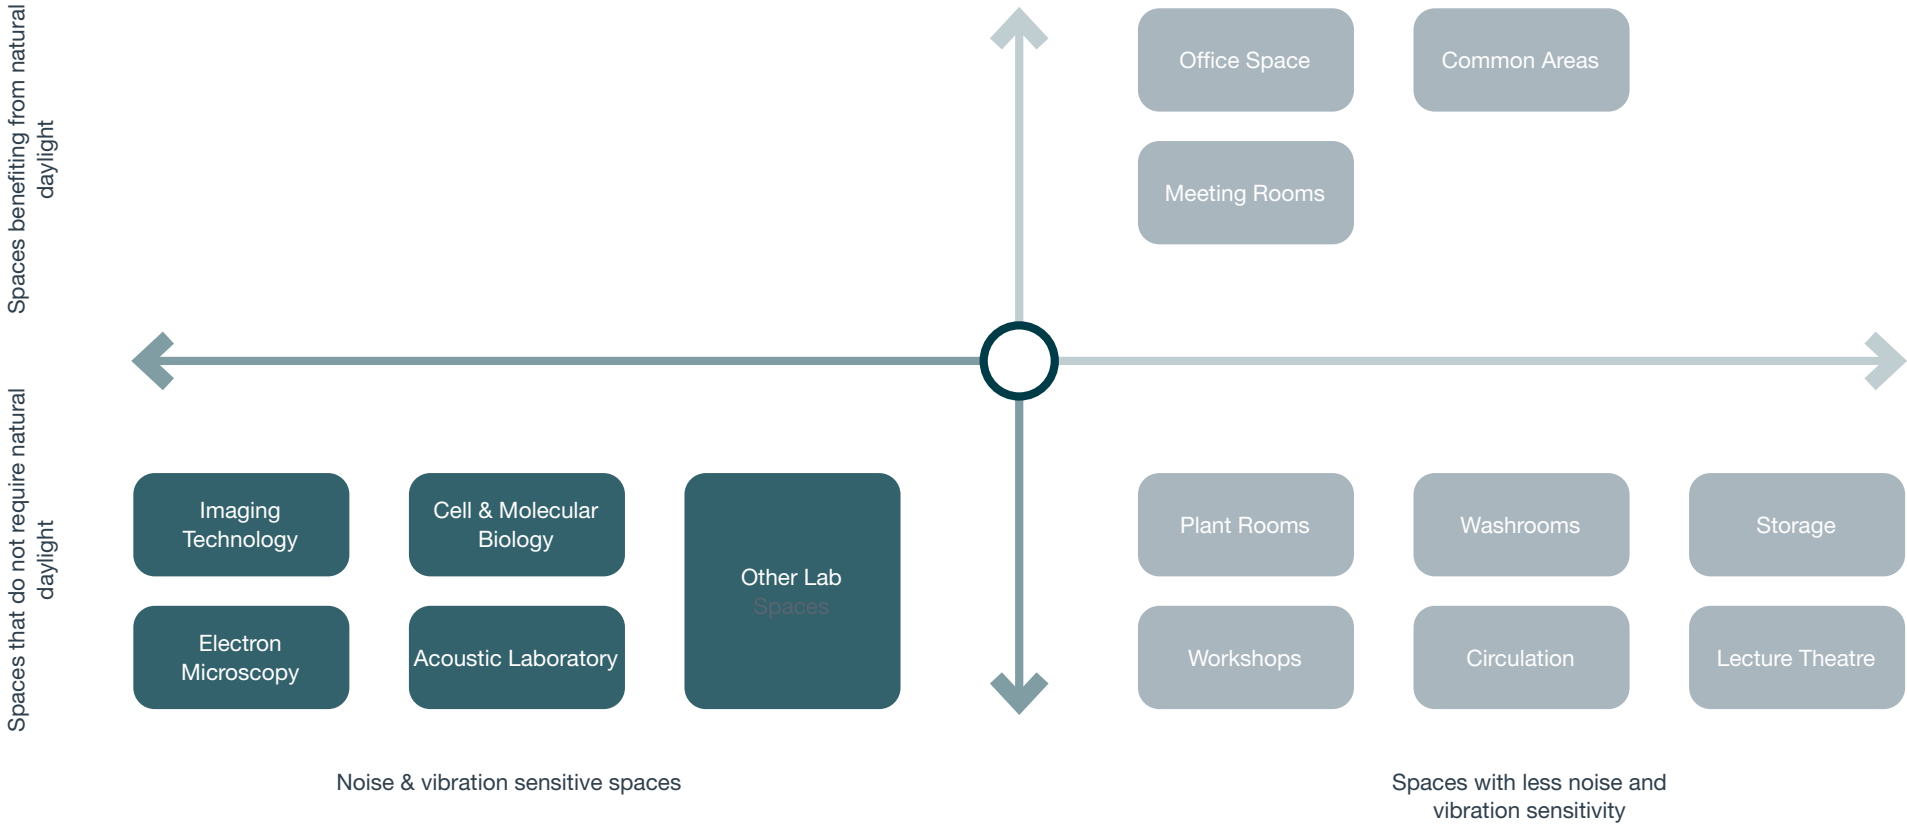 Spaces benefiting from natural
daylight
Office Space
Common Areas
Meeting Rooms
Spaces that do not require natural
daylight
Imaging
Technology
Cell & Molecular
Biology
Other Lab
Spaces
Electron
Microscopy
Acoustic Laboratory
Plant Rooms
Washrooms
Storage
Workshops
Circulation
Lecture Theatre
Noise & vibration sensitive spaces
Spaces with less noise and
vibration sensitivity